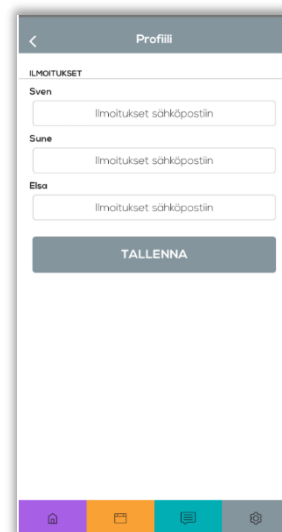 Profiili
ILMOITUKSET
Sven
Ilmoitukset sähköpostiin
Sune
Ilmoitukset sähköpostiin
Elsa
Ilmoitukset sähköpostiin
TALLENNA